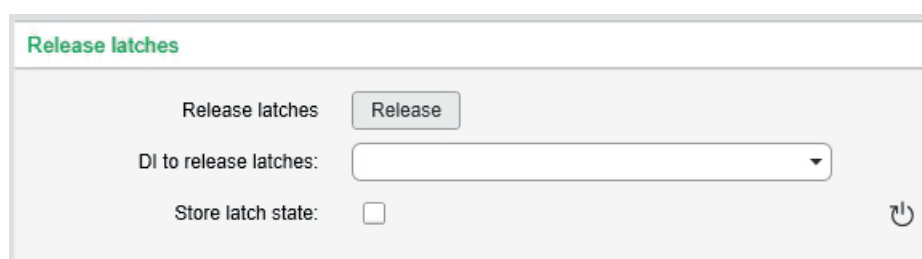 Release latches
Release latches Release
DI to release latches:
Store latch state: